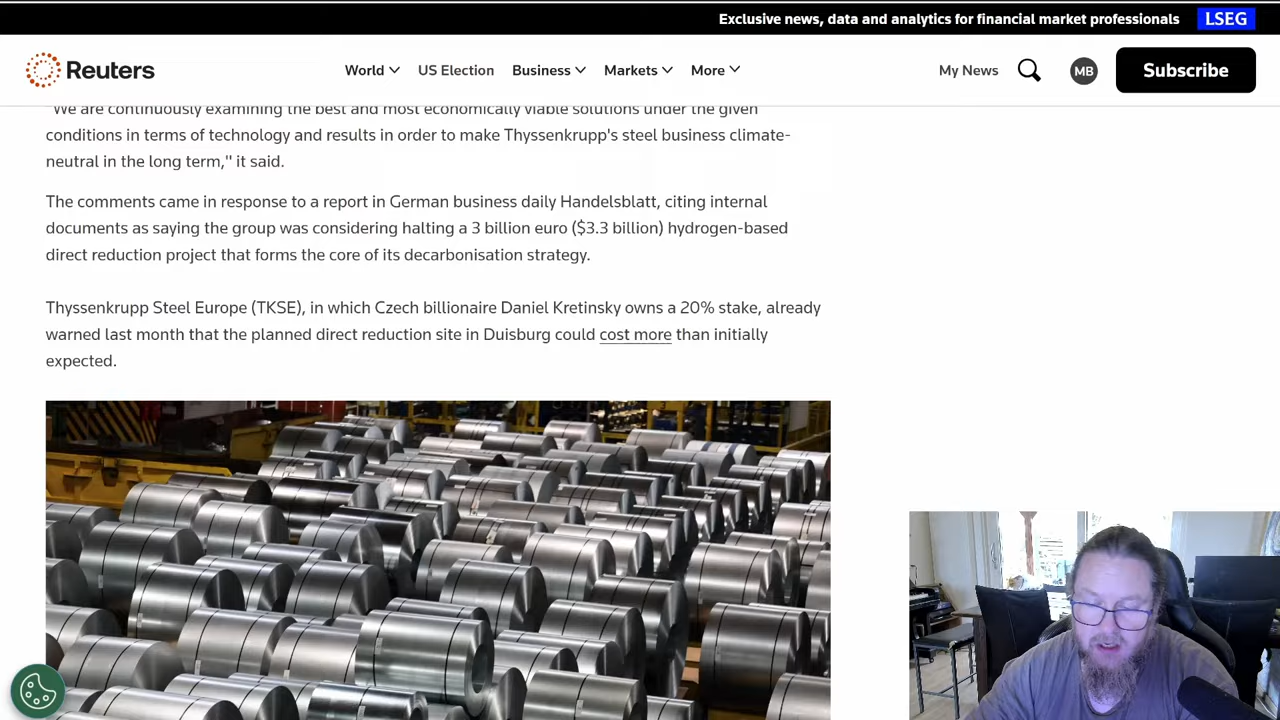 Exclusive news, data and analytics for financial market professionals LSEG
Reuters World US Election Business Markets More My News MB Subscribe
"We are continuously examining the best and most economically viable solutions under the given
conditions in terms of technology and results in order to make Thyssenkrupp's steel business climate-
neutral in the long term," it said.
The comments came in response to a report in German business daily Handelsblatt, citing internal
documents as saying the group was considering halting a 3 billion euro ($3.3 billion) hydrogen-based
direct reduction project that forms the core of its decarbonisation strategy.
Thyssenkrupp Steel Europe (TKSE), in which Czech billionaire Daniel Kretinsky owns a 20% stake, already
warned last month that the planned direct reduction site in Duisburg could cost more than initially
expected.